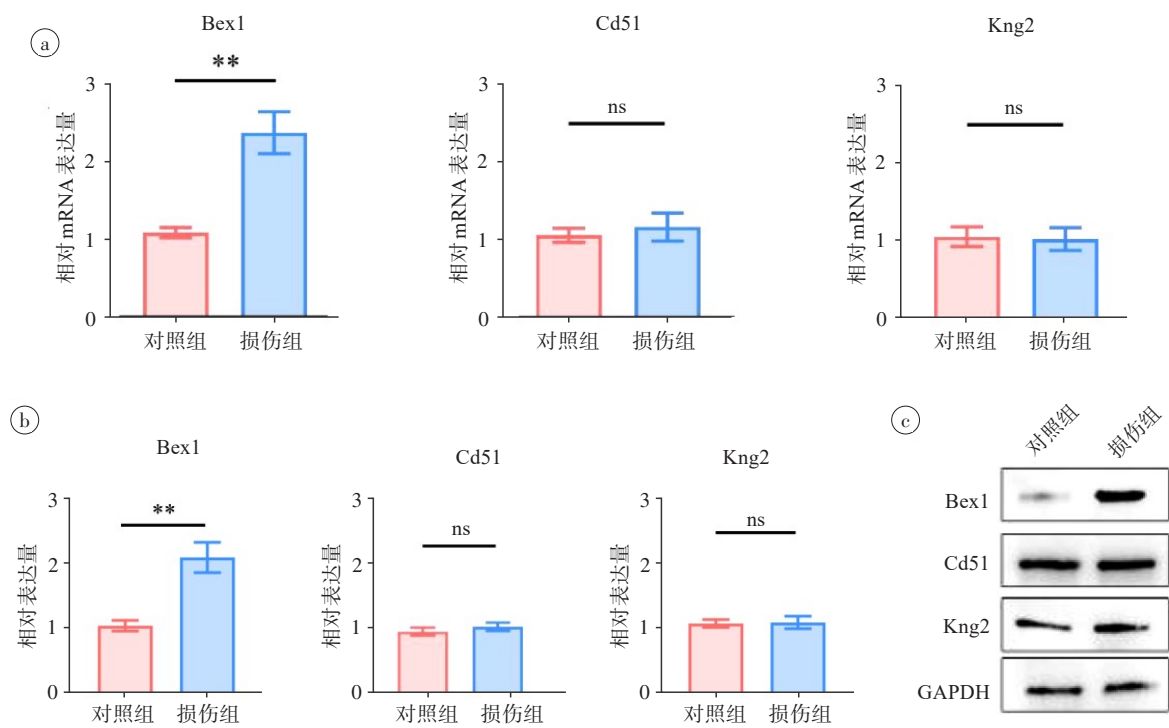 a
Bex1
**
相对 mRNA 表达量
3
2
1
0
对照组 损伤组
Cd51
ns
相对 mRNA 表达量
3
2
1
0
对照组 损伤组
Kng2
ns
相对 mRNA 表达量
3
2
1
0
对照组 损伤组
b
Bex1
**
相对表达量
3
2
1
0
对照组 损伤组
Cd51
ns
相对表达量
3
2
1
0
对照组 损伤组
Kng2
ns
相对表达量
3
2
1
0
对照组 损伤组
c
对照组 损伤组
Bex1
Cd51
Kng2
GAPDH